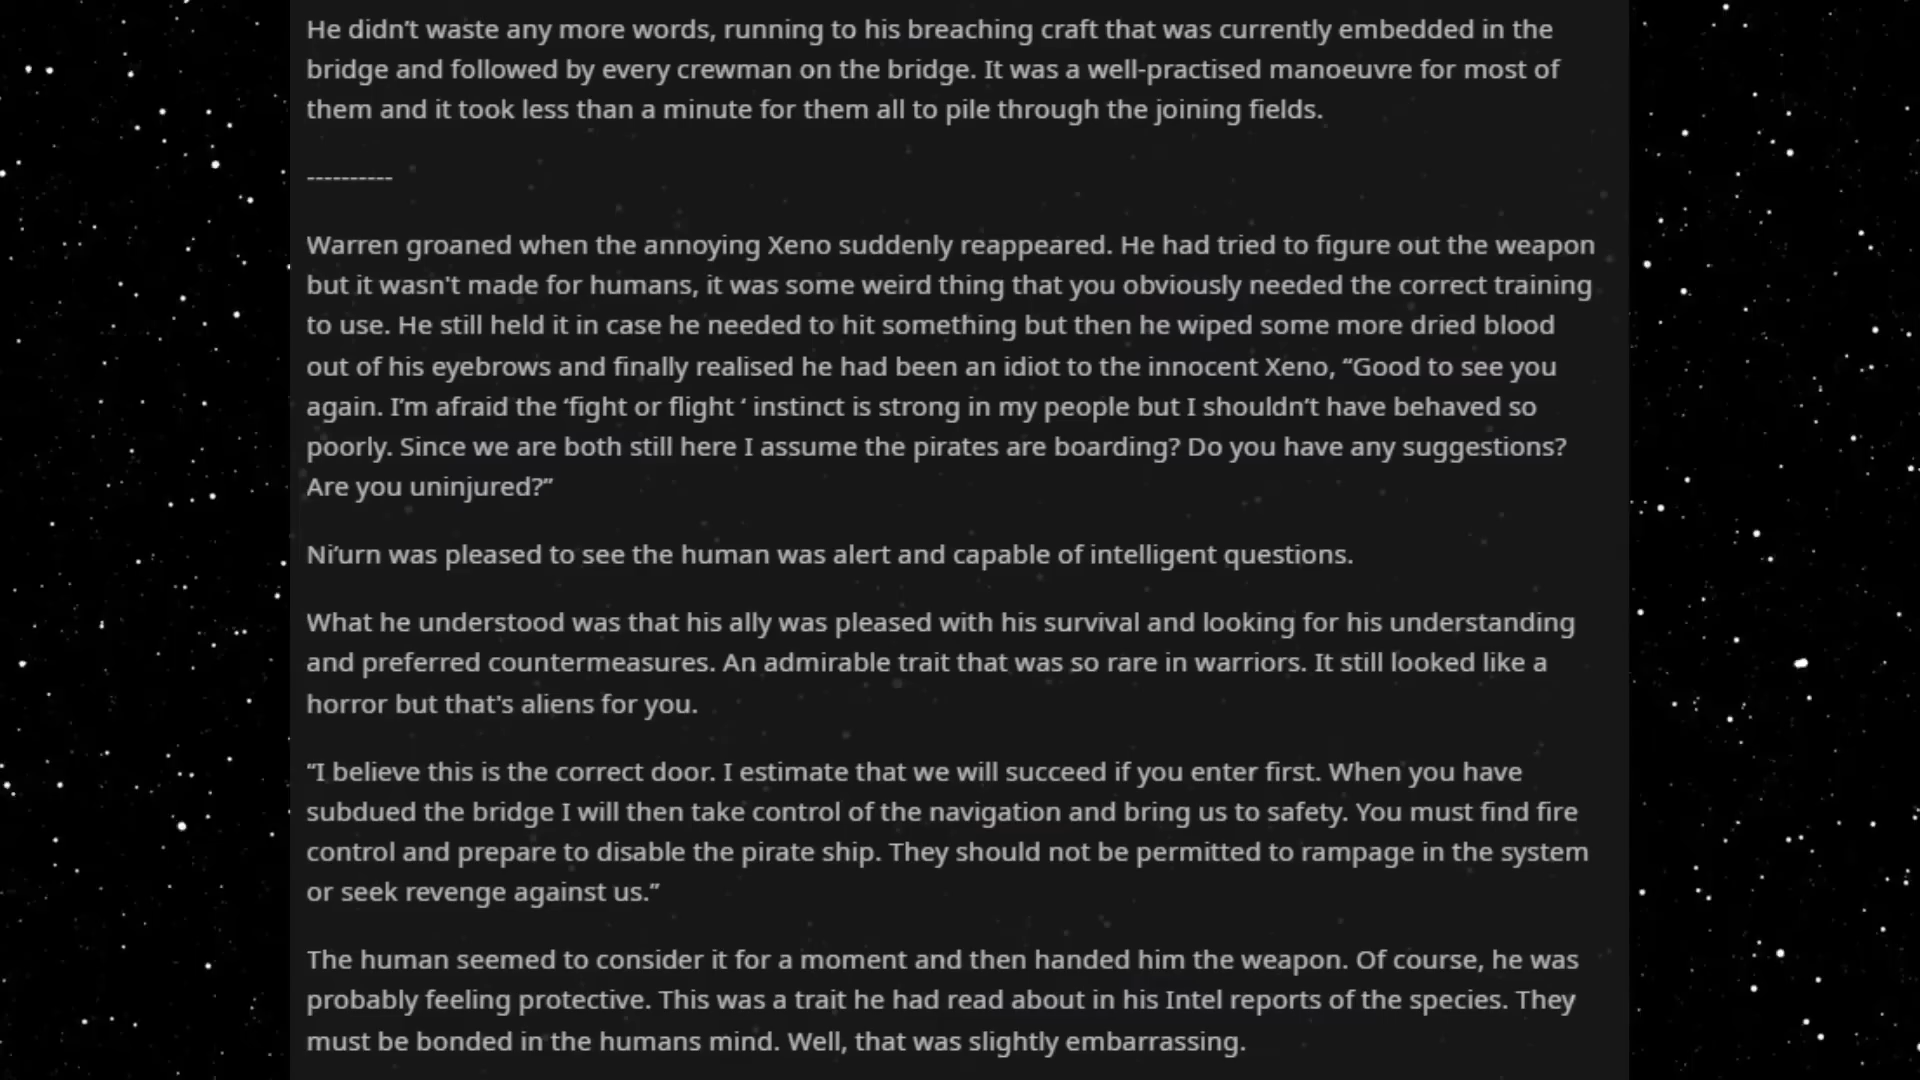 He didn’t waste any more words, running to his breaching craft that was currently embedded in the
bridge and followed by every crewman on the bridge. It was a well-practised manoeuvre for most of
them and it took less than a minute for them all to pile through the joining fields.
----------
Warren groaned when the annoying Xeno suddenly reappeared. He had tried to figure out the weapon
but it wasn't made for humans, it was some weird thing that you obviously needed the correct training
to use. He still held it in case he needed to hit something but then he wiped some more dried blood
out of his eyebrows and finally realised he had been an idiot to the innocent Xeno, “Good to see you
again. I’m afraid the ‘fight or flight ‘ instinct is strong in my people but I shouldn’t have behaved so
poorly. Since we are both still here I assume the pirates are boarding? Do you have any suggestions?
Are you uninjured?”
Ni’urn was pleased to see the human was alert and capable of intelligent questions.
What he understood was that his ally was pleased with his survival and looking for his understanding
and preferred countermeasures. An admirable trait that was so rare in warriors. It still looked like a
horror but that's aliens for you.
“I believe this is the correct door. I estimate that we will succeed if you enter first. When you have
subdued the bridge I will then take control of the navigation and bring us to safety. You must find fire
control and prepare to disable the pirate ship. They should not be permitted to rampage in the system
or seek revenge against us.”
The human seemed to consider it for a moment and then handed him the weapon. Of course, he was
probably feeling protective. This was a trait he had read about in his Intel reports of the species. They
must be bonded in the humans mind. Well, that was slightly embarrassing.